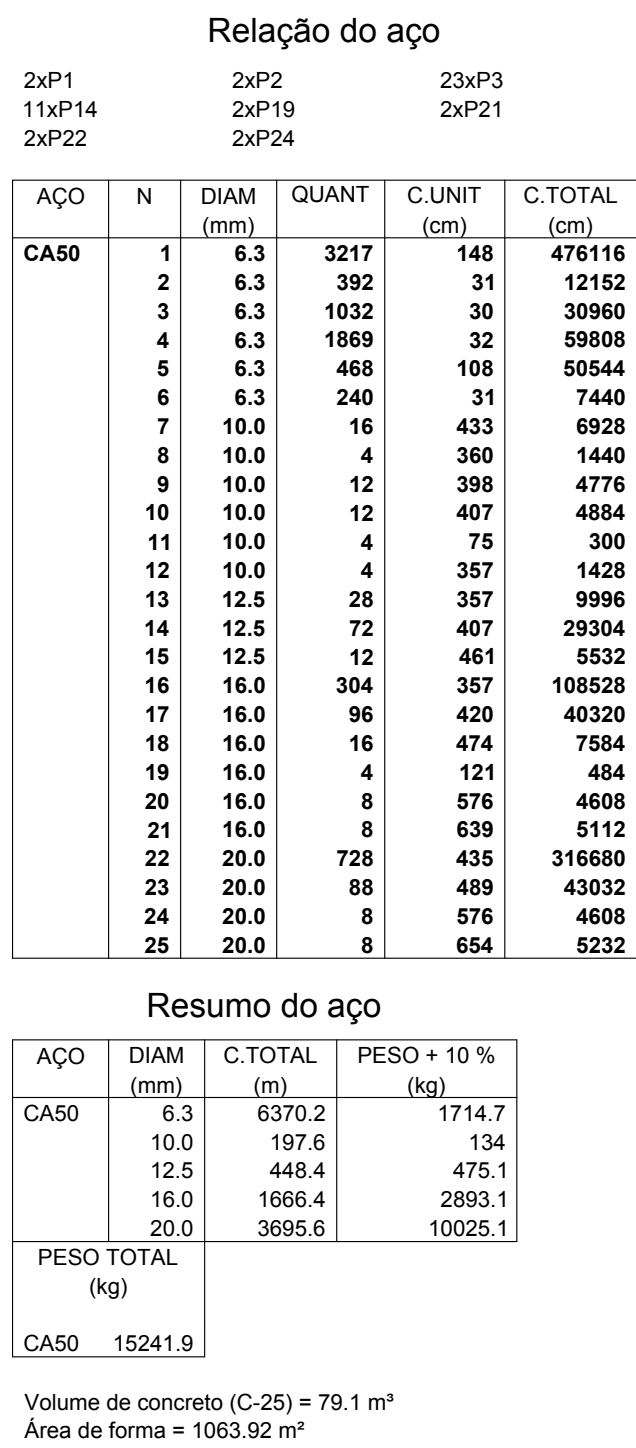 Relação do aço
2xP1 2xP2 23xP3
11xP14 2xP19 2xP21
2xP22 2xP24
AÇO N DIAM QUANT C.UNIT C.TOTAL
(mm) (cm) (cm)
CA50 1 6.3 3217 148 476116
2 6.3 392 31 12152
3 6.3 1032 30 30960
4 6.3 1869 32 59808
5 6.3 468 108 50544
6 6.3 240 31 7440
7 10.0 16 433 6928
8 10.0 4 360 1440
9 10.0 12 398 4776
10 10.0 12 407 4884
11 10.0 4 75 300
12 10.0 4 357 1428
13 12.5 28 357 9996
14 12.5 72 407 29304
15 12.5 12 461 5532
16 16.0 304 357 108528
17 16.0 96 420 40320
18 16.0 16 474 7584
19 16.0 4 121 484
20 16.0 8 576 4608
21 16.0 8 639 5112
22 20.0 728 435 316680
23 20.0 88 489 43032
24 20.0 8 576 4608
25 20.0 8 654 5232
Resumo do aço
AÇO DIAM C.TOTAL PESO + 10 %
(mm) (m) (kg)
CA50 6.3 6370.2 1714.7
10.0 197.6 134
12.5 448.4 475.1
16.0 1666.4 2893.1
20.0 3695.6 10025.1
PESO TOTAL
(kg)
CA50 15241.9
Volume de concreto (C-25) = 79.1 m³
Área de forma = 1063.92 m²